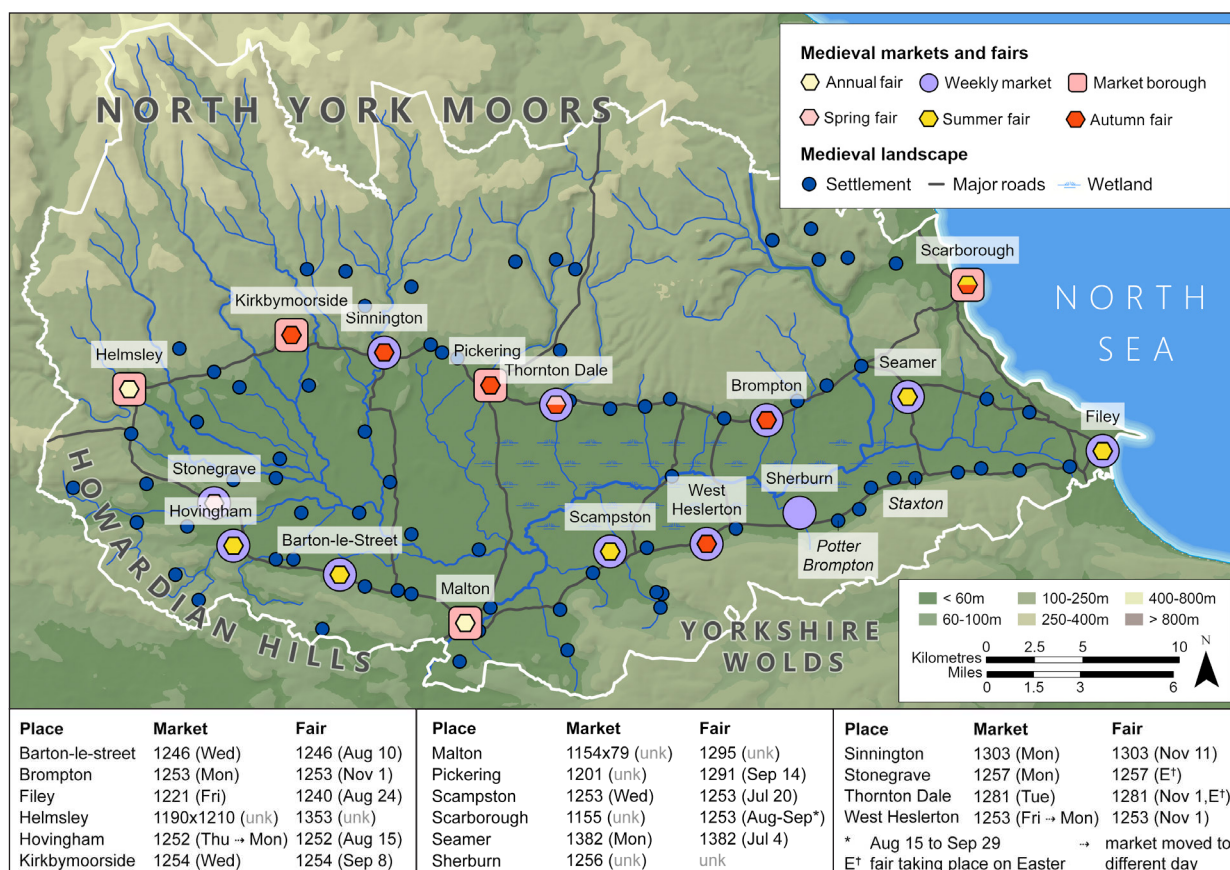 NORTH YORK MOORS
Medieval markets and fairs
Annual fair
Weekly market
Market borough
Spring fair
Summer fair
Autumn fair
Medieval landscape
Settlement
Major roads
Wetland
Scarborough
NORTH
SEA
Kirkbymoorside
Sinnington
Helmsley
Pickering
Thornton Dale
Brompton
Seamer
Filey
Stonegrave
Hovingham
HOWARDIAN HILLS
Barton-le-Street
Malton
Scampston
West
Heslerton
Sherburn
Staxton
Potter
Brompton
YORKSHIRE
WOLDS
< 60m
100-250m
400-800m
60-100m
250-400m
> 800m
N
0 2.5 5 10
Kilometres
Miles
0 1.5 3 6
Place Market Fair
Barton-le-street 1246 (Wed) 1246 (Aug 10)
Brompton 1253 (Mon) 1253 (Nov 1)
Filey 1221 (Fri) 1240 (Aug 24)
Helmsley 1190x1210 (unk) 1353 (unk)
Hovingham 1252 (Thu ⇢ Mon) 1252 (Aug 15)
Kirkbymoorside 1254 (Wed) 1254 (Sep 8)
Place Market Fair
Malton 1154x79 (unk) 1295 (unk)
Pickering 1201 (unk) 1291 (Sep 14)
Scampston 1253 (Wed) 1253 (Jul 20)
Scarborough 1155 (unk) 1253 (Aug-Sep*)
Seamer 1382 (Mon) 1382 (Jul 4)
Sherburn 1256 (unk) unk
Place Market Fair
Sinnington 1303 (Mon) 1303 (Nov 11)
Stonegrave 1257 (Mon) 1257 (E†)
Thornton Dale 1281 (Tue) 1281 (Nov 1,E†)
West Heslerton 1253 (Fri ⇢ Mon) 1253 (Nov 1)
* Aug 15 to Sep 29 ⇢ market moved to
E† fair taking place on Easter different day